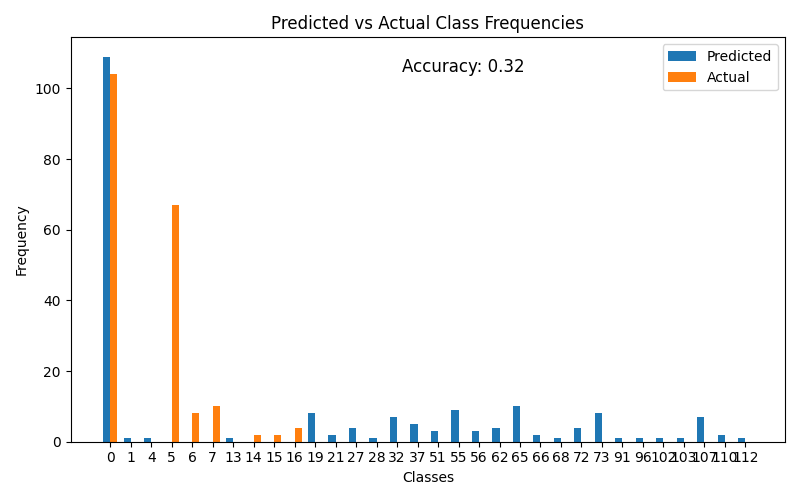 Predicted vs Actual Class Frequencies
Accuracy: 0.32
Predicted
Actual
Frequency
100
80
60
40
20
0
0 1 4 5 6 7 13 14 15 16 19 21 27 28 32 37 51 55 56 62 65 66 68 72 73 91 96 102 103 107 110 112
Classes